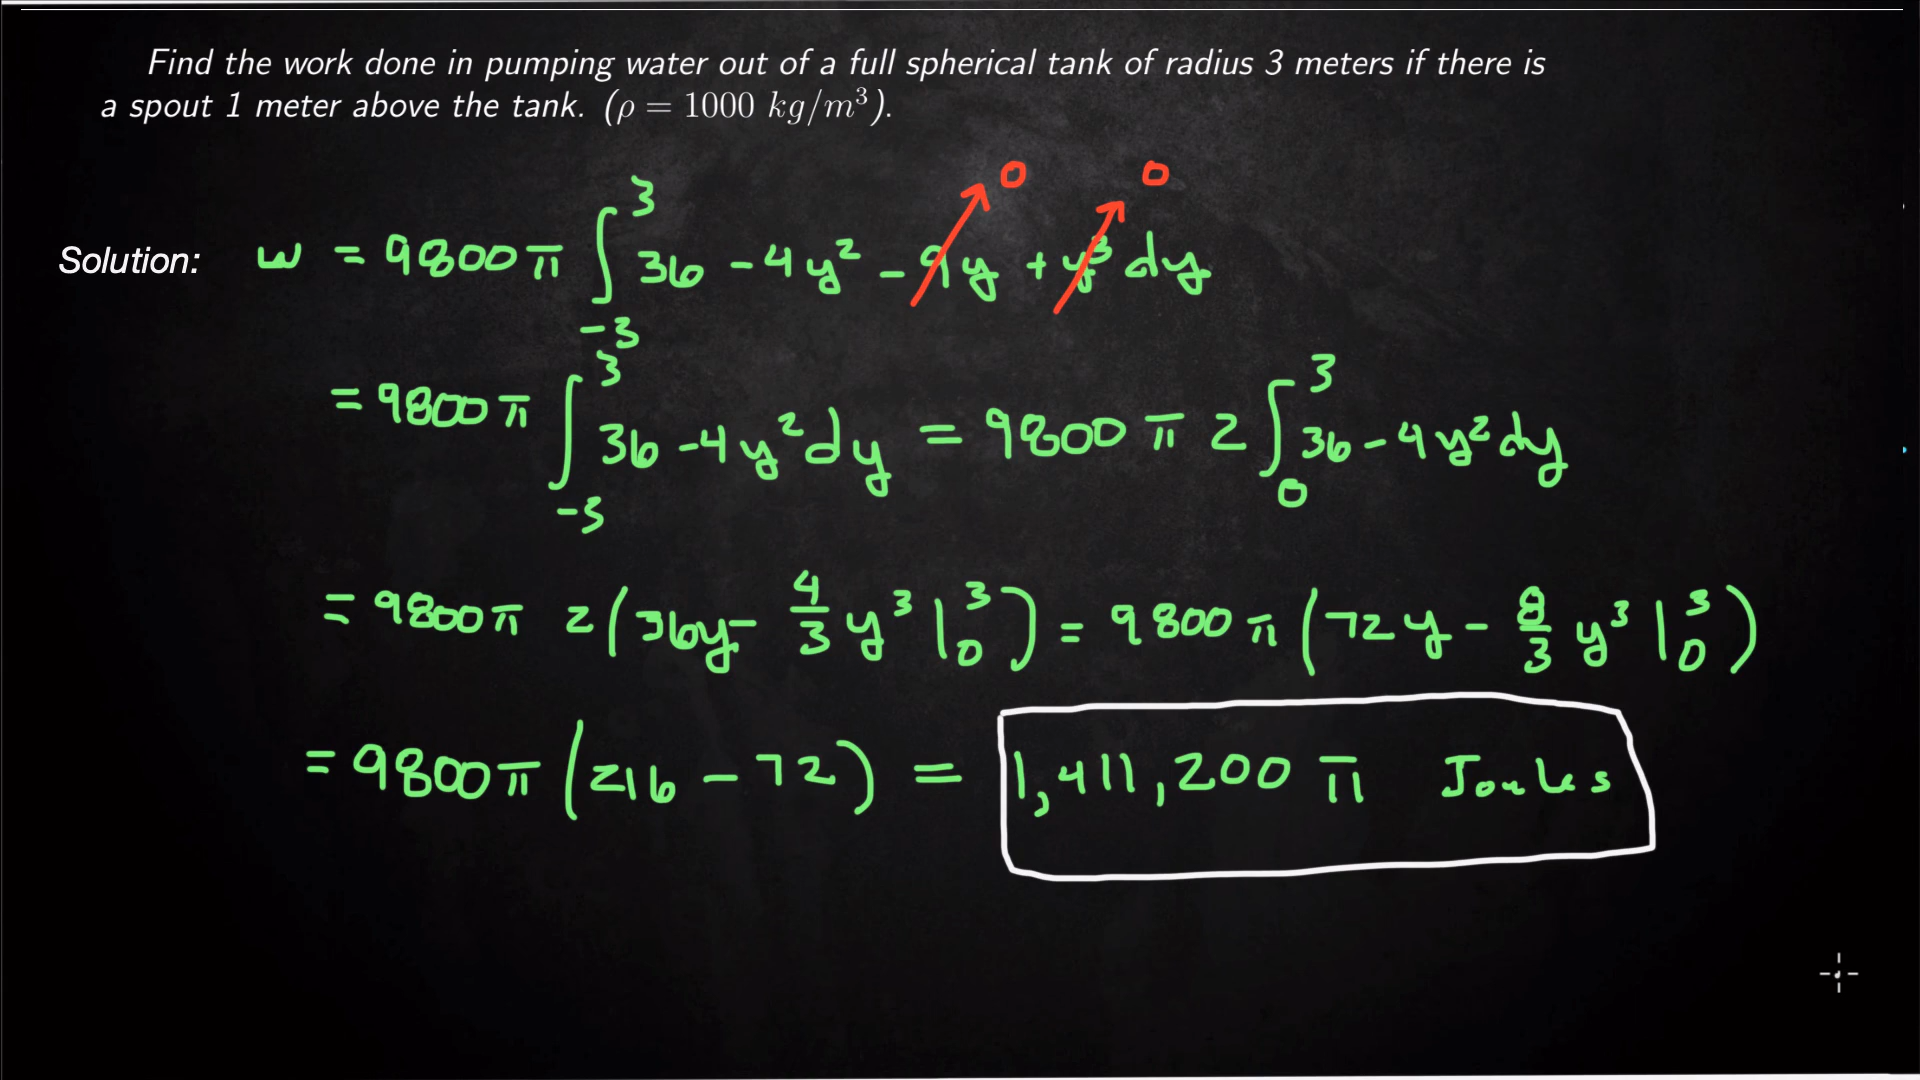 Find the work done in pumping water out of a full spherical tank of radius 3 meters if there is
a spout 1 meter above the tank. (ρ = 1000 kg/m³).
0 0
Solution: w = 9800π ∫_{-3}^{3} 36 - 4y² - 9y + y³ dy
= 9800π ∫_{-3}^{3} 36 - 4y² dy = 9800π 2 ∫_{0}^{3} 36 - 4y² dy
= 9800π 2(36y - 4/3 y³ |_{0}^{3}) = 9800π (72y - 8/3 y³ |_{0}^{3})
= 9800π (216 - 72) = 1,411,200 π Joules